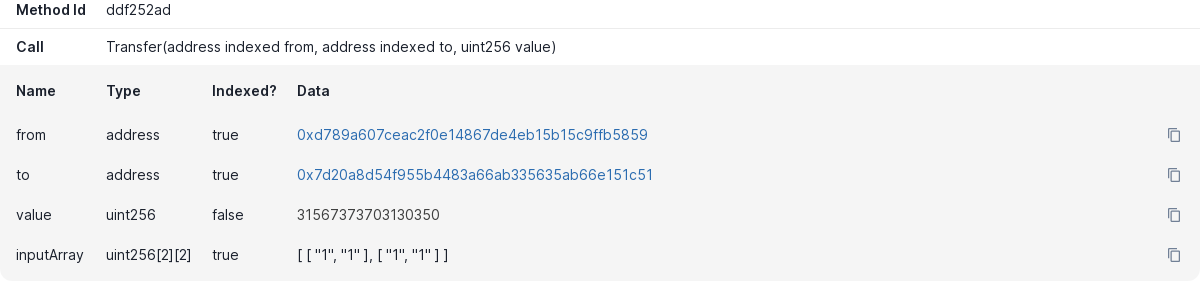 Method Id ddf252ad
Call Transfer(address indexed from, address indexed to, uint256 value)
Name Type Indexed? Data
from address true 0xd789a607ceac2f0e14867de4eb15b15c9ffb5859
to address true 0x7d20a8d54f955b4483a66ab335635ab66e151c51
value uint256 false 31567373703130350
inputArray uint256[2][2] true [ [ "1", "1" ], [ "1", "1" ] ]